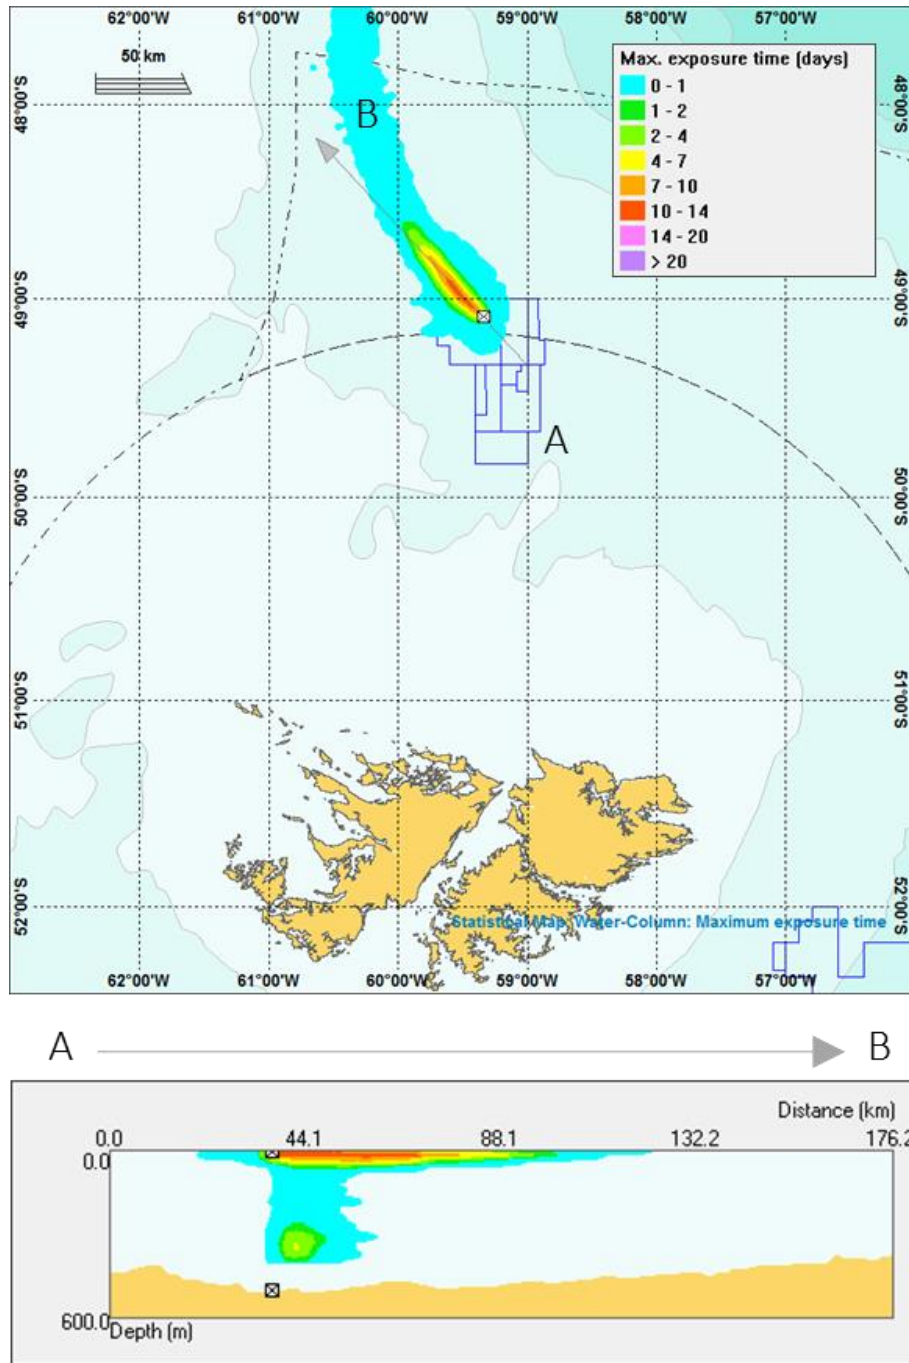 62°00'W 61°00'W 60°00'W 59°00'W 58°00'W 57°00'W
50 km
Max. exposure time (days)
0 - 1
1 - 2
2 - 4
4 - 7
7 - 10
10 - 14
14 - 20
> 20
B
48°00'S 48°00'S
49°00'S 49°00'S
A
50°00'S 50°00'S
51°00'S 51°00'S
52°00'S 52°00'S
Statistical Map: Water-Column: Maximum exposure time
62°00'W 61°00'W 60°00'W 59°00'W 58°00'W 57°00'W
A B
Distance (km)
0.0 44.1 88.1 132.2 176.2
0.0
600.0
Depth (m)